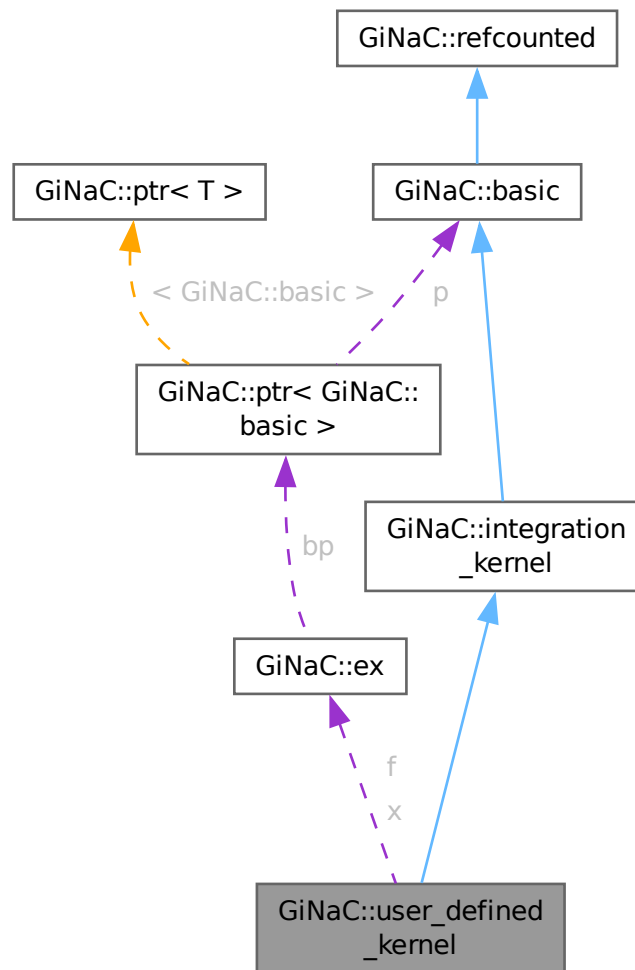 GiNaC::refcounted
GiNaC::ptr< T >
GiNaC::basic
< GiNaC::basic >
p
GiNaC::ptr< GiNaC::
basic >
bp
GiNaC::integration
_kernel
GiNaC::ex
f
x
GiNaC::user_defined
_kernel